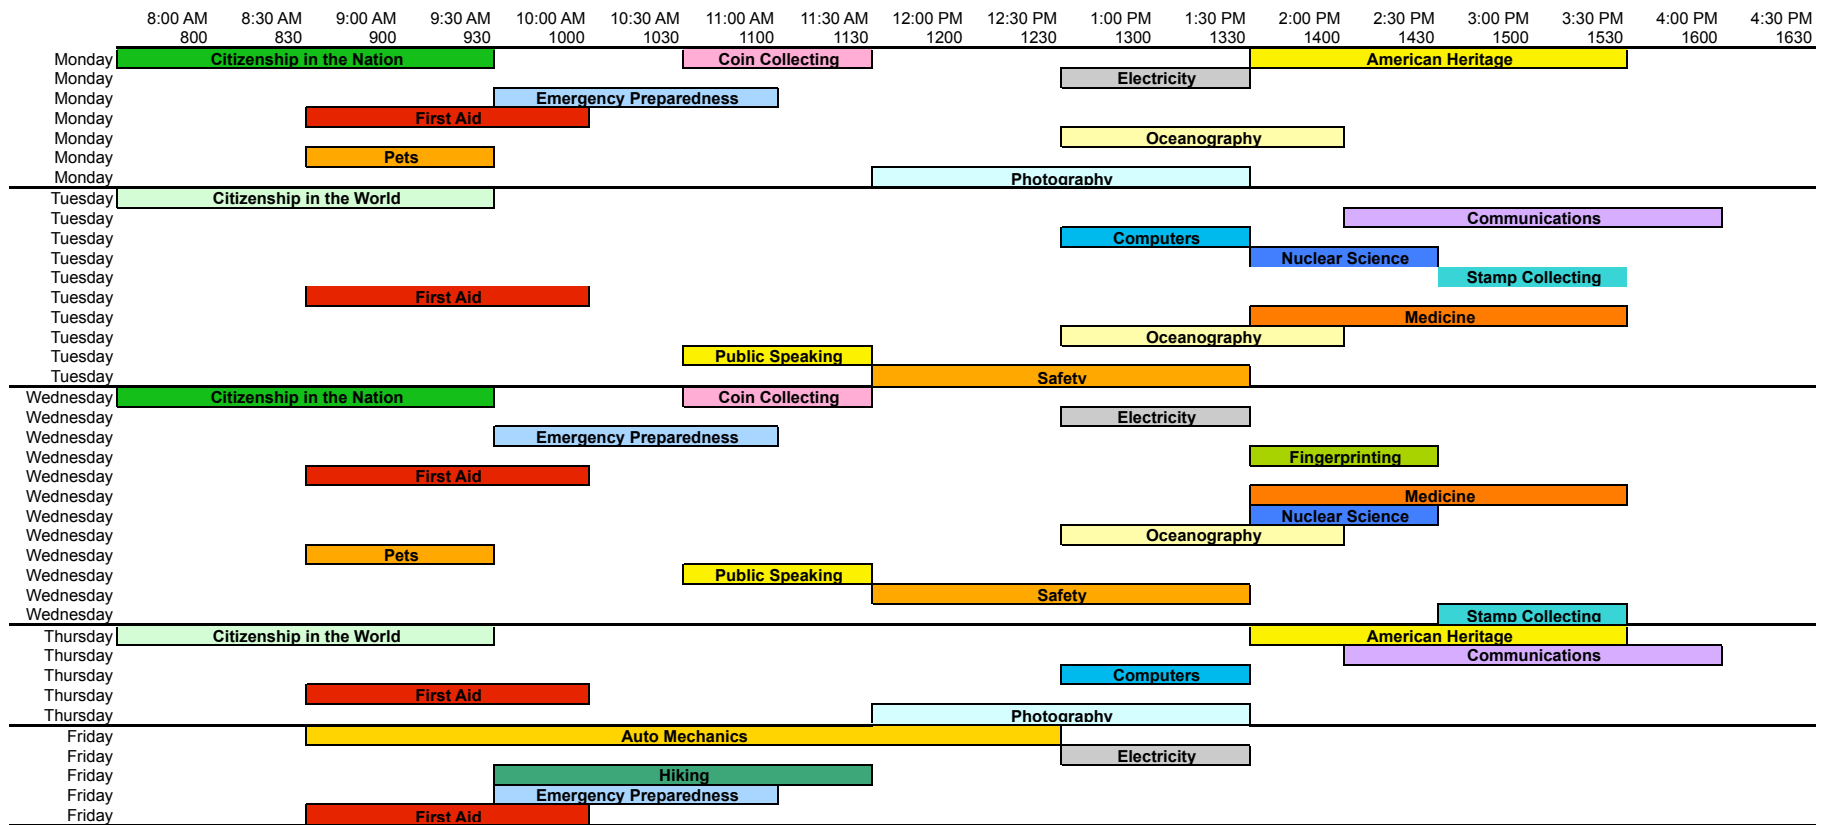 8:00 AM 8:30 AM 9:00 AM 9:30 AM 10:00 AM 10:30 AM 11:00 AM 11:30 AM 12:00 PM 12:30 PM 1:00 PM 1:30 PM 2:00 PM 2:30 PM 3:00 PM 3:30 PM 4:00 PM 4:30 PM
800 830 900 930 1000 1030 1100 1130 1200 1230 1300 1330 1400 1430 1500 1530 1600 1630
Monday Citizenship in the Nation Coin Collecting American Heritage
Monday Electricity
Monday Emergency Preparedness
Monday First Aid
Monday Oceanography
Monday Pets
Monday Photography
Tuesday Citizenship in the World
Tuesday Communications
Tuesday Computers
Tuesday Nuclear Science
Tuesday Stamp Collecting
Tuesday First Aid
Tuesday Medicine
Tuesday Oceanography
Tuesday Public Speaking
Tuesday Safety
Wednesday Citizenship in the Nation Coin Collecting
Wednesday Electricity
Wednesday Emergency Preparedness
Wednesday Fingerprinting
Wednesday First Aid
Wednesday Medicine
Wednesday Nuclear Science
Wednesday Oceanography
Wednesday Pets
Wednesday Public Speaking
Wednesday Safety
Wednesday Stamp Collecting
Thursday Citizenship in the World American Heritage
Thursday Communications
Thursday Computers
Thursday First Aid
Thursday Photography
Friday Auto Mechanics
Friday Electricity
Friday Hiking
Friday Emergency Preparedness
Friday First Aid